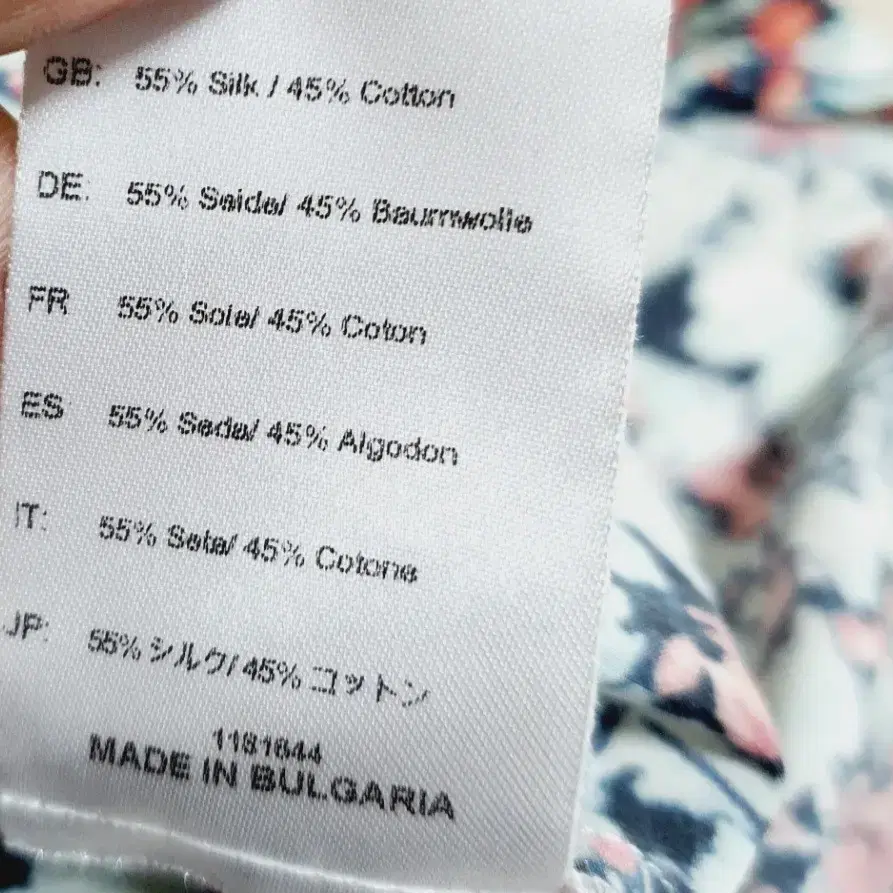 GB: 55% Silk / 45% Cotton
DE: 55% Seide/ 45% Baumwolle
FR 55% Soie/ 45% Coton
ES 55% Seda/ 45% Algodon
IT: 55% Seta/ 45% Cotone
JP: 55% シルク/ 45% コットン
1181644
MADE IN BULGARIA